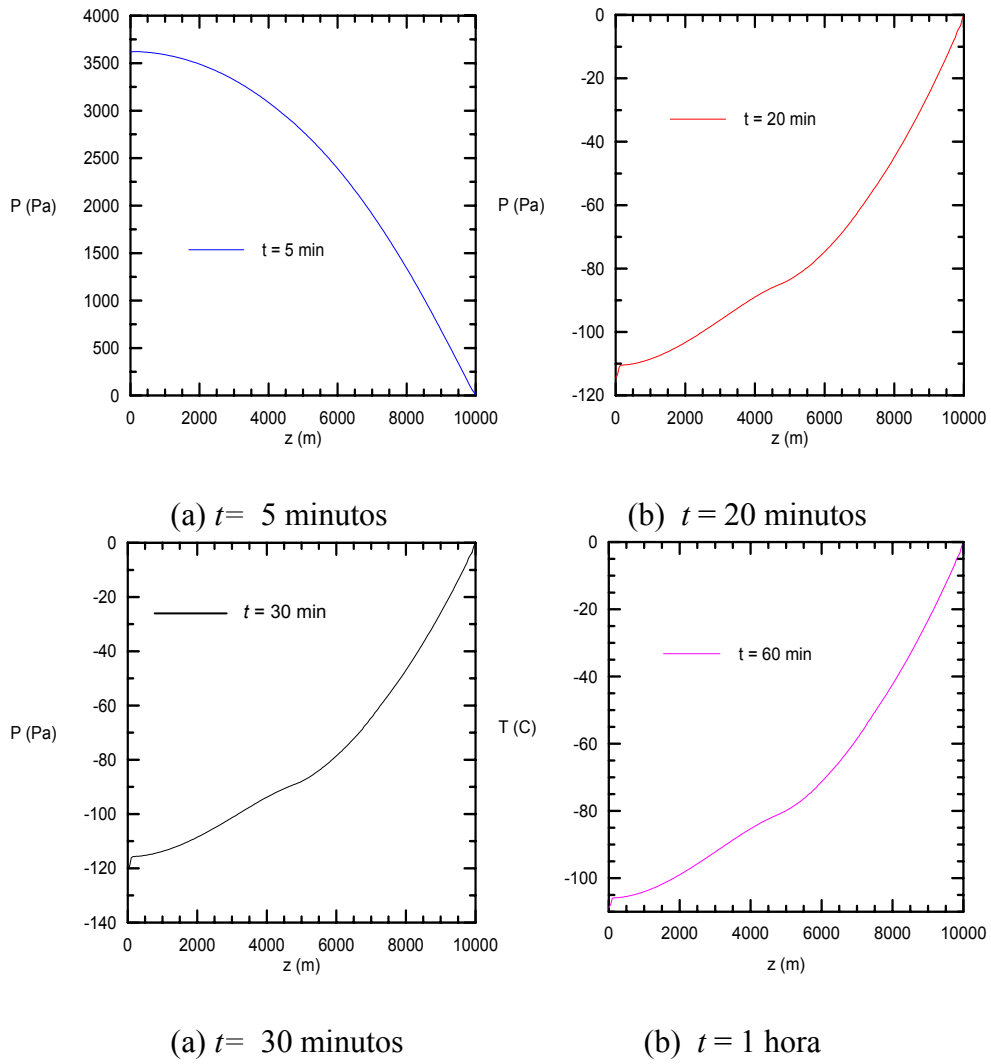 4000
3500
3000
2500
2000
1500
1000
500
0
P (Pa)
t = 5 min
0 2000 4000 6000 8000 10000
z (m)
(a) t= 5 minutos
0
-20
-40
-60
-80
-100
-120
P (Pa)
t = 20 min
0 2000 4000 6000 8000 10000
z (m)
(b) t = 20 minutos
0
-20
-40
-60
-80
-100
-120
-140
P (Pa)
t = 30 min
0 2000 4000 6000 8000 10000
z (m)
(a) t= 30 minutos
0
-20
-40
-60
-80
-100
T (C)
t = 60 min
0 2000 4000 6000 8000 10000
z (m)
(b) t = 1 hora